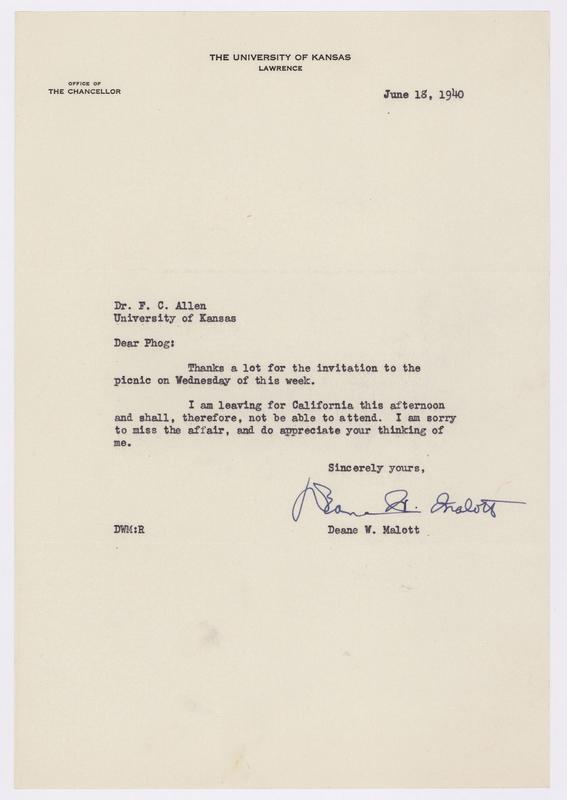 THE UNIVERSITY OF KANSAS
LAWRENCE
OFFICE OF
THE CHANCELLOR
June 18, 1940
Dr. F. C. Allen
University of Kansas
Dear Phog:
Thanks a lot for the invitation to the
picnic on Wednesday of this week.
I am leaving for California this afternoon
and shall, therefore, not be able to attend. I am sorry
to miss the affair, and do appreciate your thinking of
me.
Sincerely yours,
Deane W. Malott
DWM:R
Deane W. Malott